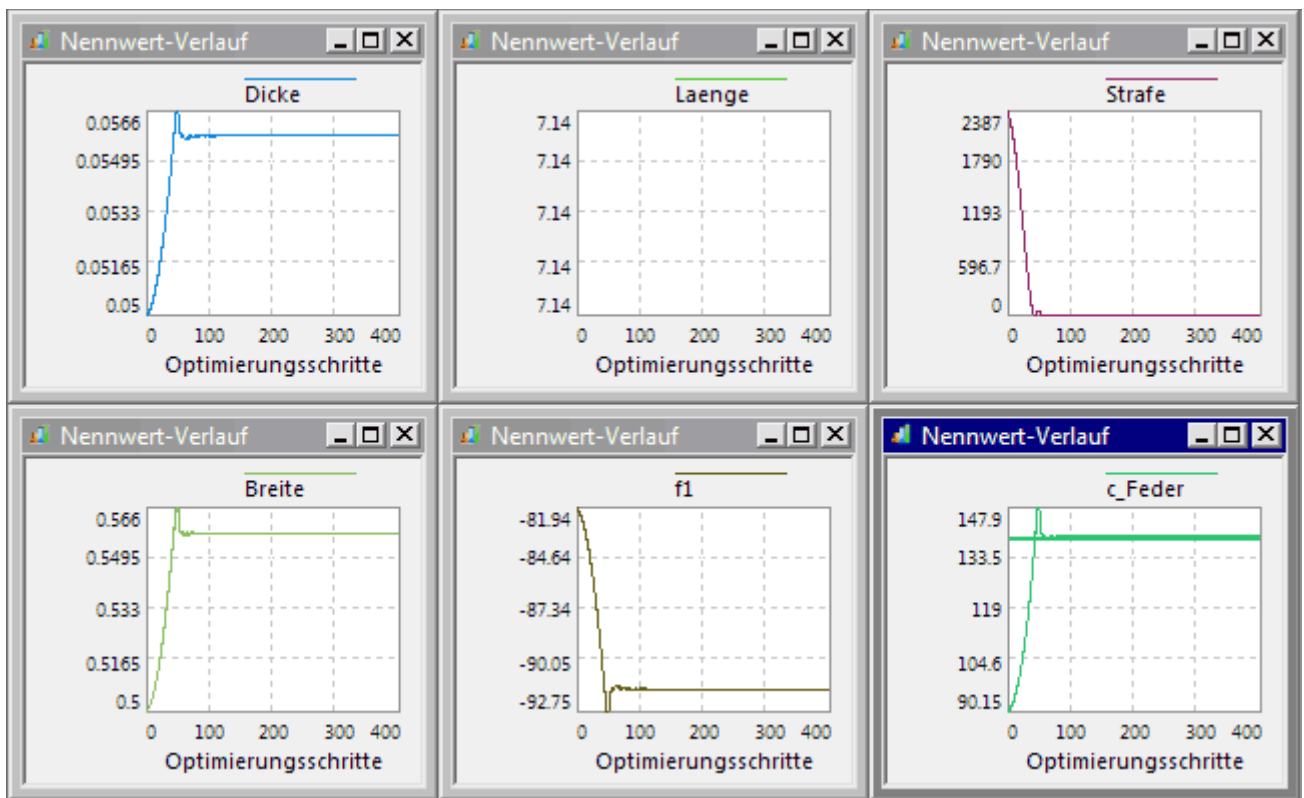 Nennwert-Verlauf
Dicke
0.0566
0.05495
0.0533
0.05165
0.05
0 100 200 300 400
Optimierungsschritte
Nennwert-Verlauf
Laenge
7.14
7.14
7.14
7.14
7.14
0 100 200 300 400
Optimierungsschritte
Nennwert-Verlauf
Strafe
2387
1790
1193
596.7
0
0 100 200 300 400
Optimierungsschritte
Nennwert-Verlauf
Breite
0.566
0.5495
0.533
0.5165
0.5
0 100 200 300 400
Optimierungsschritte
Nennwert-Verlauf
f1
-81.94
-84.64
-87.34
-90.05
-92.75
0 100 200 300 400
Optimierungsschritte
Nennwert-Verlauf
c_Feder
147.9
133.5
119
104.6
90.15
0 100 200 300 400
Optimierungsschritte